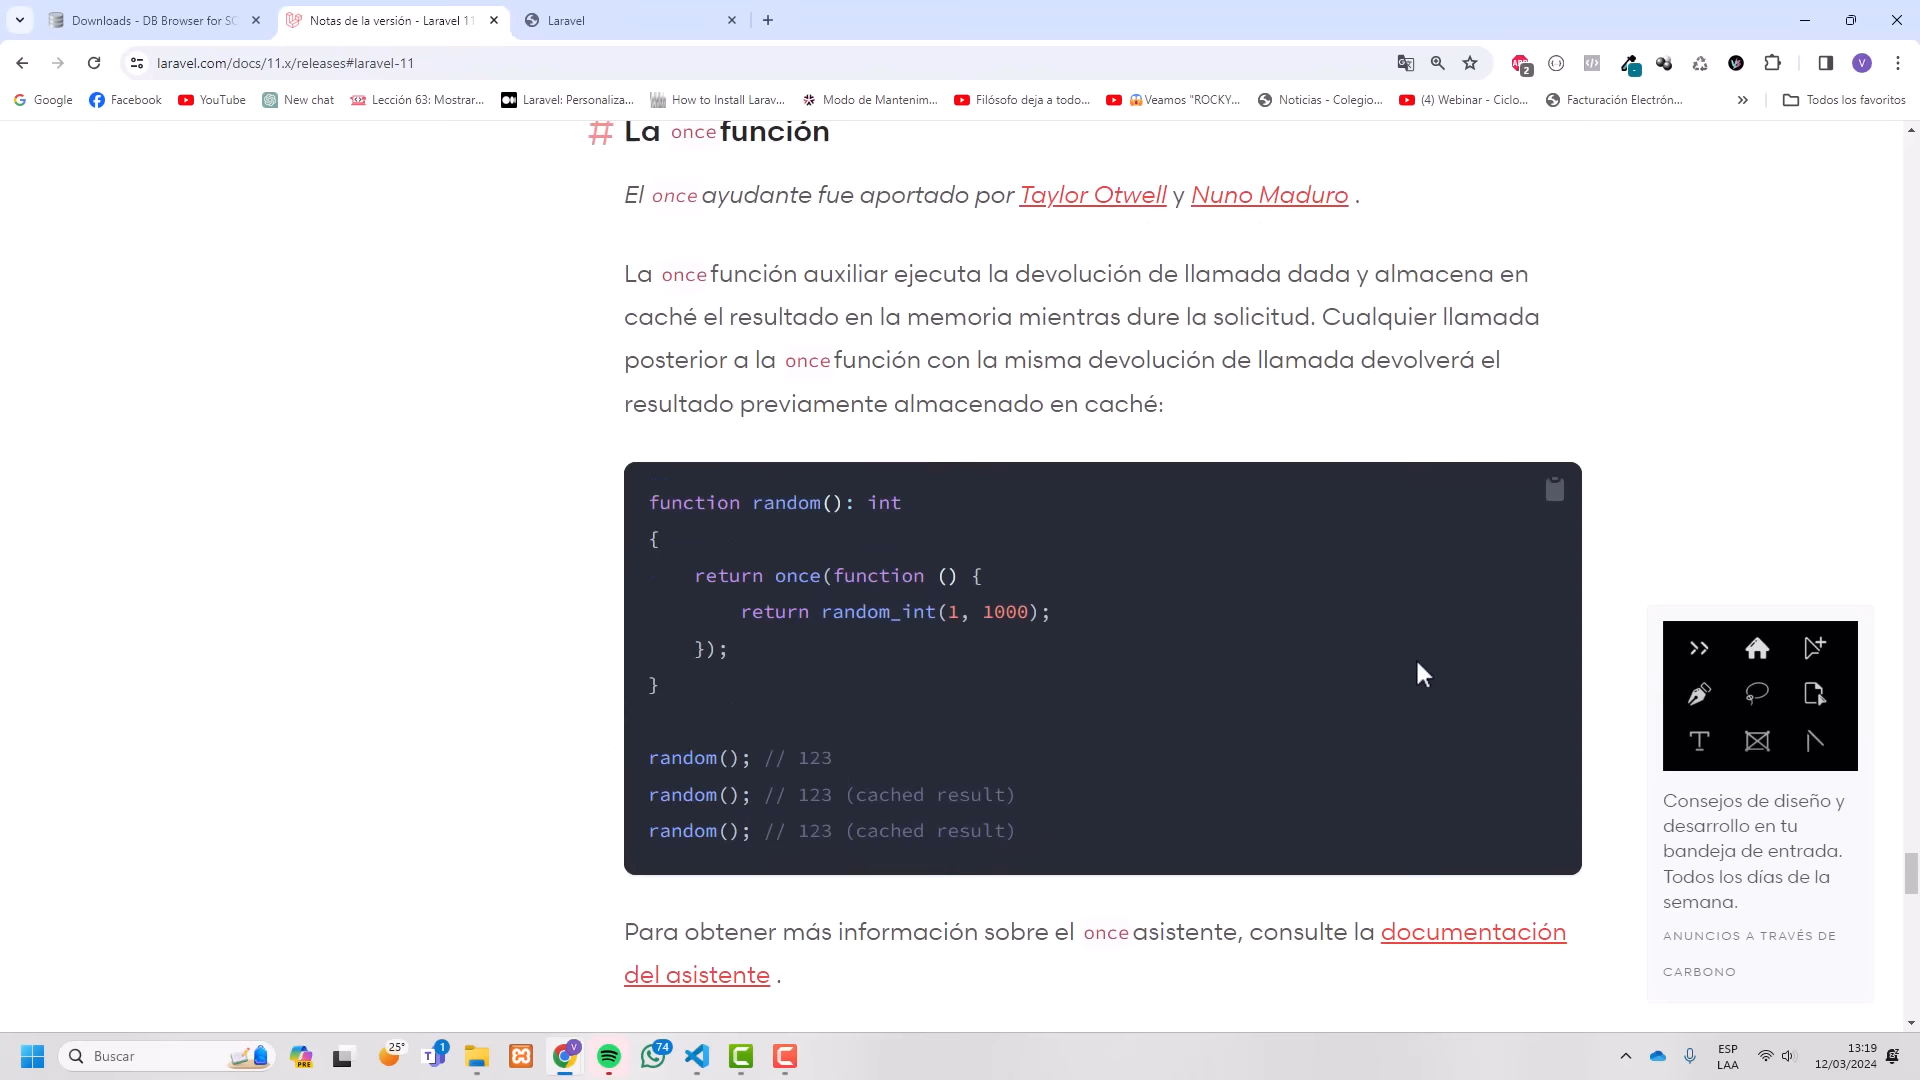 Downloads - DB Browser for SC
Notas de la versión - Laravel 11
Laravel
laravel.com/docs/11.x/releases#laravel-11
2
V
Google
Facebook
YouTube
New chat
Lección 63: Mostrar...
Laravel: Personaliza...
How to Install Larav...
Modo de Mantenim...
Filósofo deja a todo...
Veamos "ROCKY...
Noticias - Colegio...
(4) Webinar - Ciclo...
Facturación Electrón...
Todos los favoritos
# La once función
El once ayudante fue aportado por Taylor Otwell y Nuno Maduro .
La once función auxiliar ejecuta la devolución de llamada dada y almacena en
caché el resultado en la memoria mientras dure la solicitud. Cualquier llamada
posterior a la once función con la misma devolución de llamada devolverá el
resultado previamente almacenado en caché:
function random(): int
{
return once(function () {
return random_int(1, 1000);
});
}
random(); // 123
random(); // 123 (cached result)
random(); // 123 (cached result)
Para obtener más información sobre el once asistente, consulte la documentación
del asistente .
Consejos de diseño y
desarrollo en tu
bandeja de entrada.
Todos los días de la
semana.
ANUNCIOS A TRAVÉS DE
CARBONO
Buscar
PRE
25°
1
V
74
ESP
LAA
13:19
12/03/2024